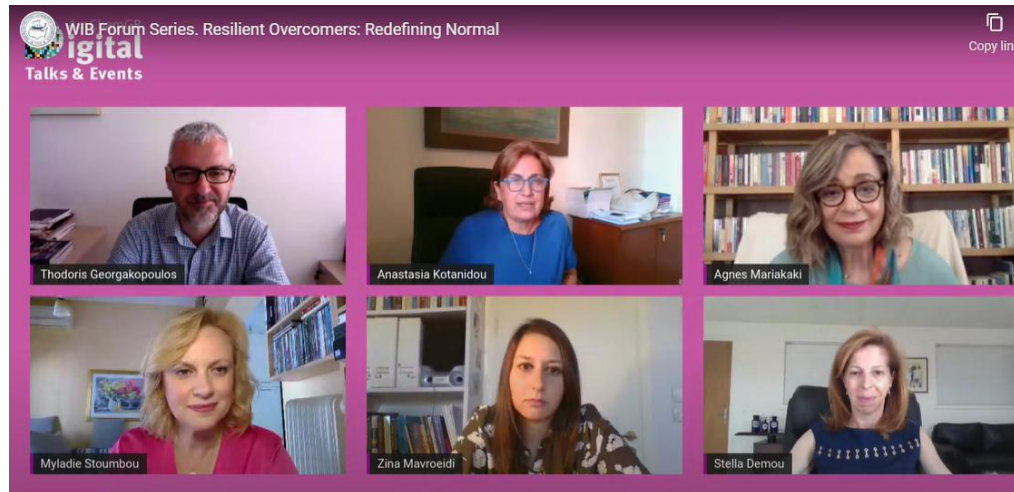 WIB Forum Series. Resilient Overcomers: Redefining Normal
Copy lin
Digital
Talks & Events
Thodoris Georgakopoulos
Anastasia Kotanidou
Agnes Mariakaki
Myladie Stoumbou
Zina Mavroeidi
Stella Demou